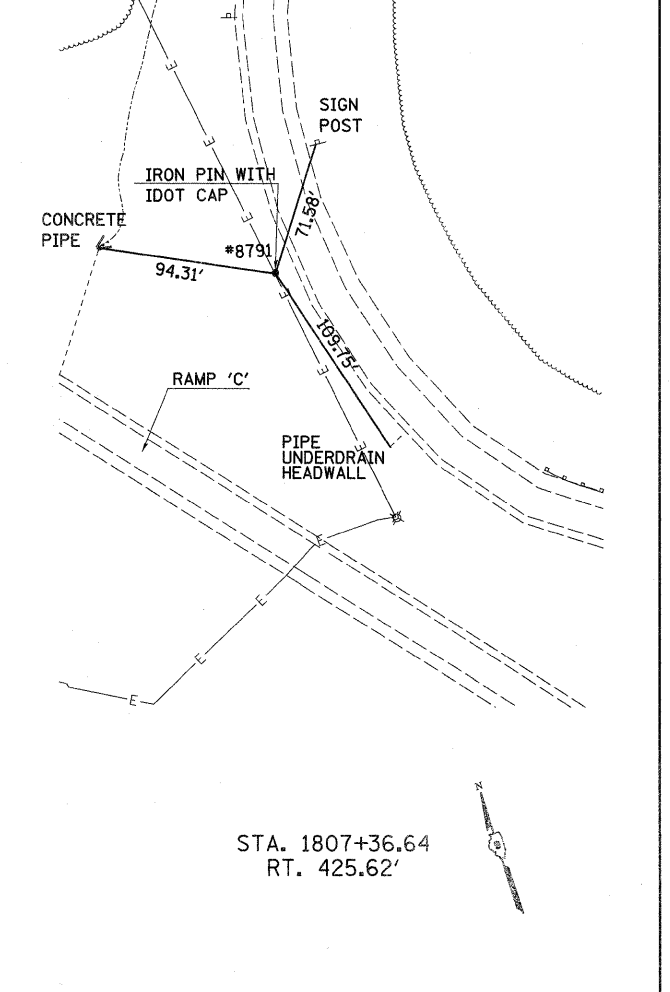 b
SIGN
POST
E
E
IRON PIN WITH
IDOT CAP
E
71.58'
CONCRETE
PIPE
#8791
94.31'
E
109.75'
E
RAMP 'C'
PIPE
UNDERDRAIN
HEADWALL
E
E
E
E
E
N
STA. 1807+36.64
RT. 425.62'